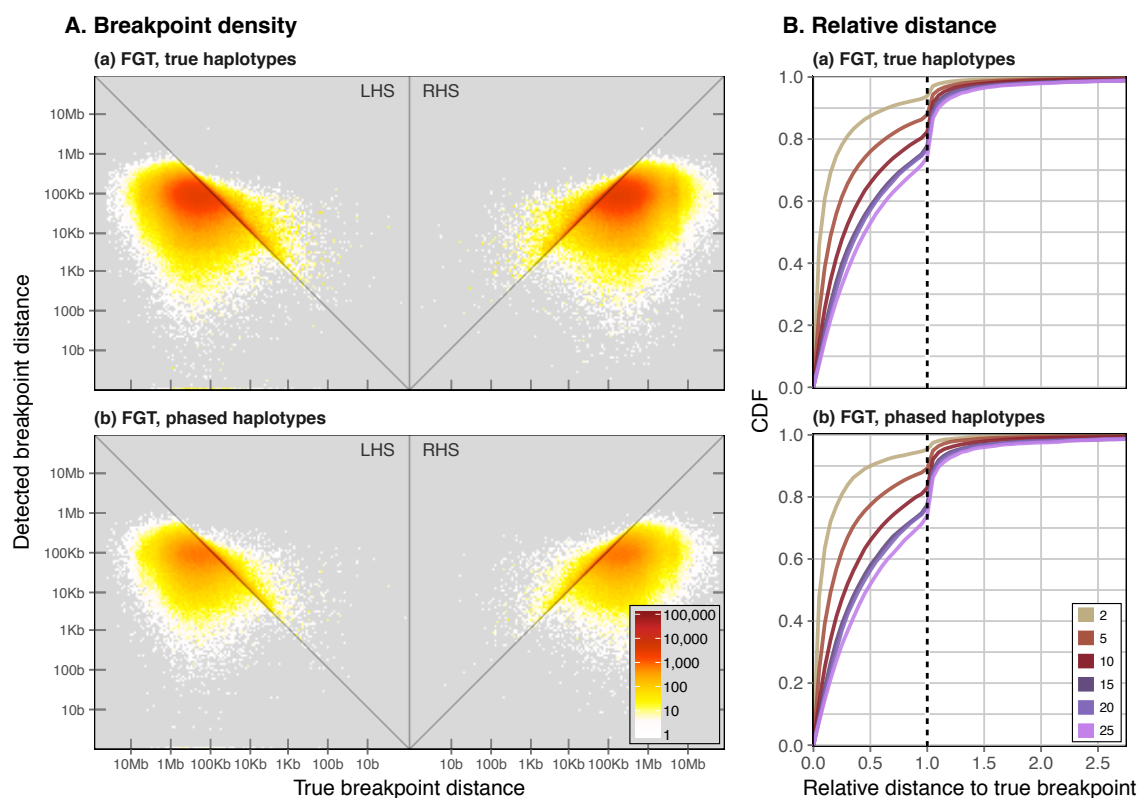 A. Breakpoint density
(a) FGT, true haplotypes
LHS RHS
10Mb
1Mb
100Kb
10Kb
1Kb
100b
10b
Detected breakpoint distance
(b) FGT, phased haplotypes
LHS RHS
10Mb
1Mb
100Kb
10Kb
1Kb
100b
10b
100,000
10,000
1,000
100
10
1
10Mb 1Mb 100Kb 10Kb 1Kb 100b 10b 10b 100b 1Kb 10Kb 100Kb 1Mb 10Mb
True breakpoint distance
B. Relative distance
(a) FGT, true haplotypes
1.0
0.8
0.6
0.4
0.2
0.0
CDF
(b) FGT, phased haplotypes
1.0
0.8
0.6
0.4
0.2
0.0
2
5
10
15
20
25
0.0 0.5 1.0 1.5 2.0 2.5
Relative distance to true breakpoint